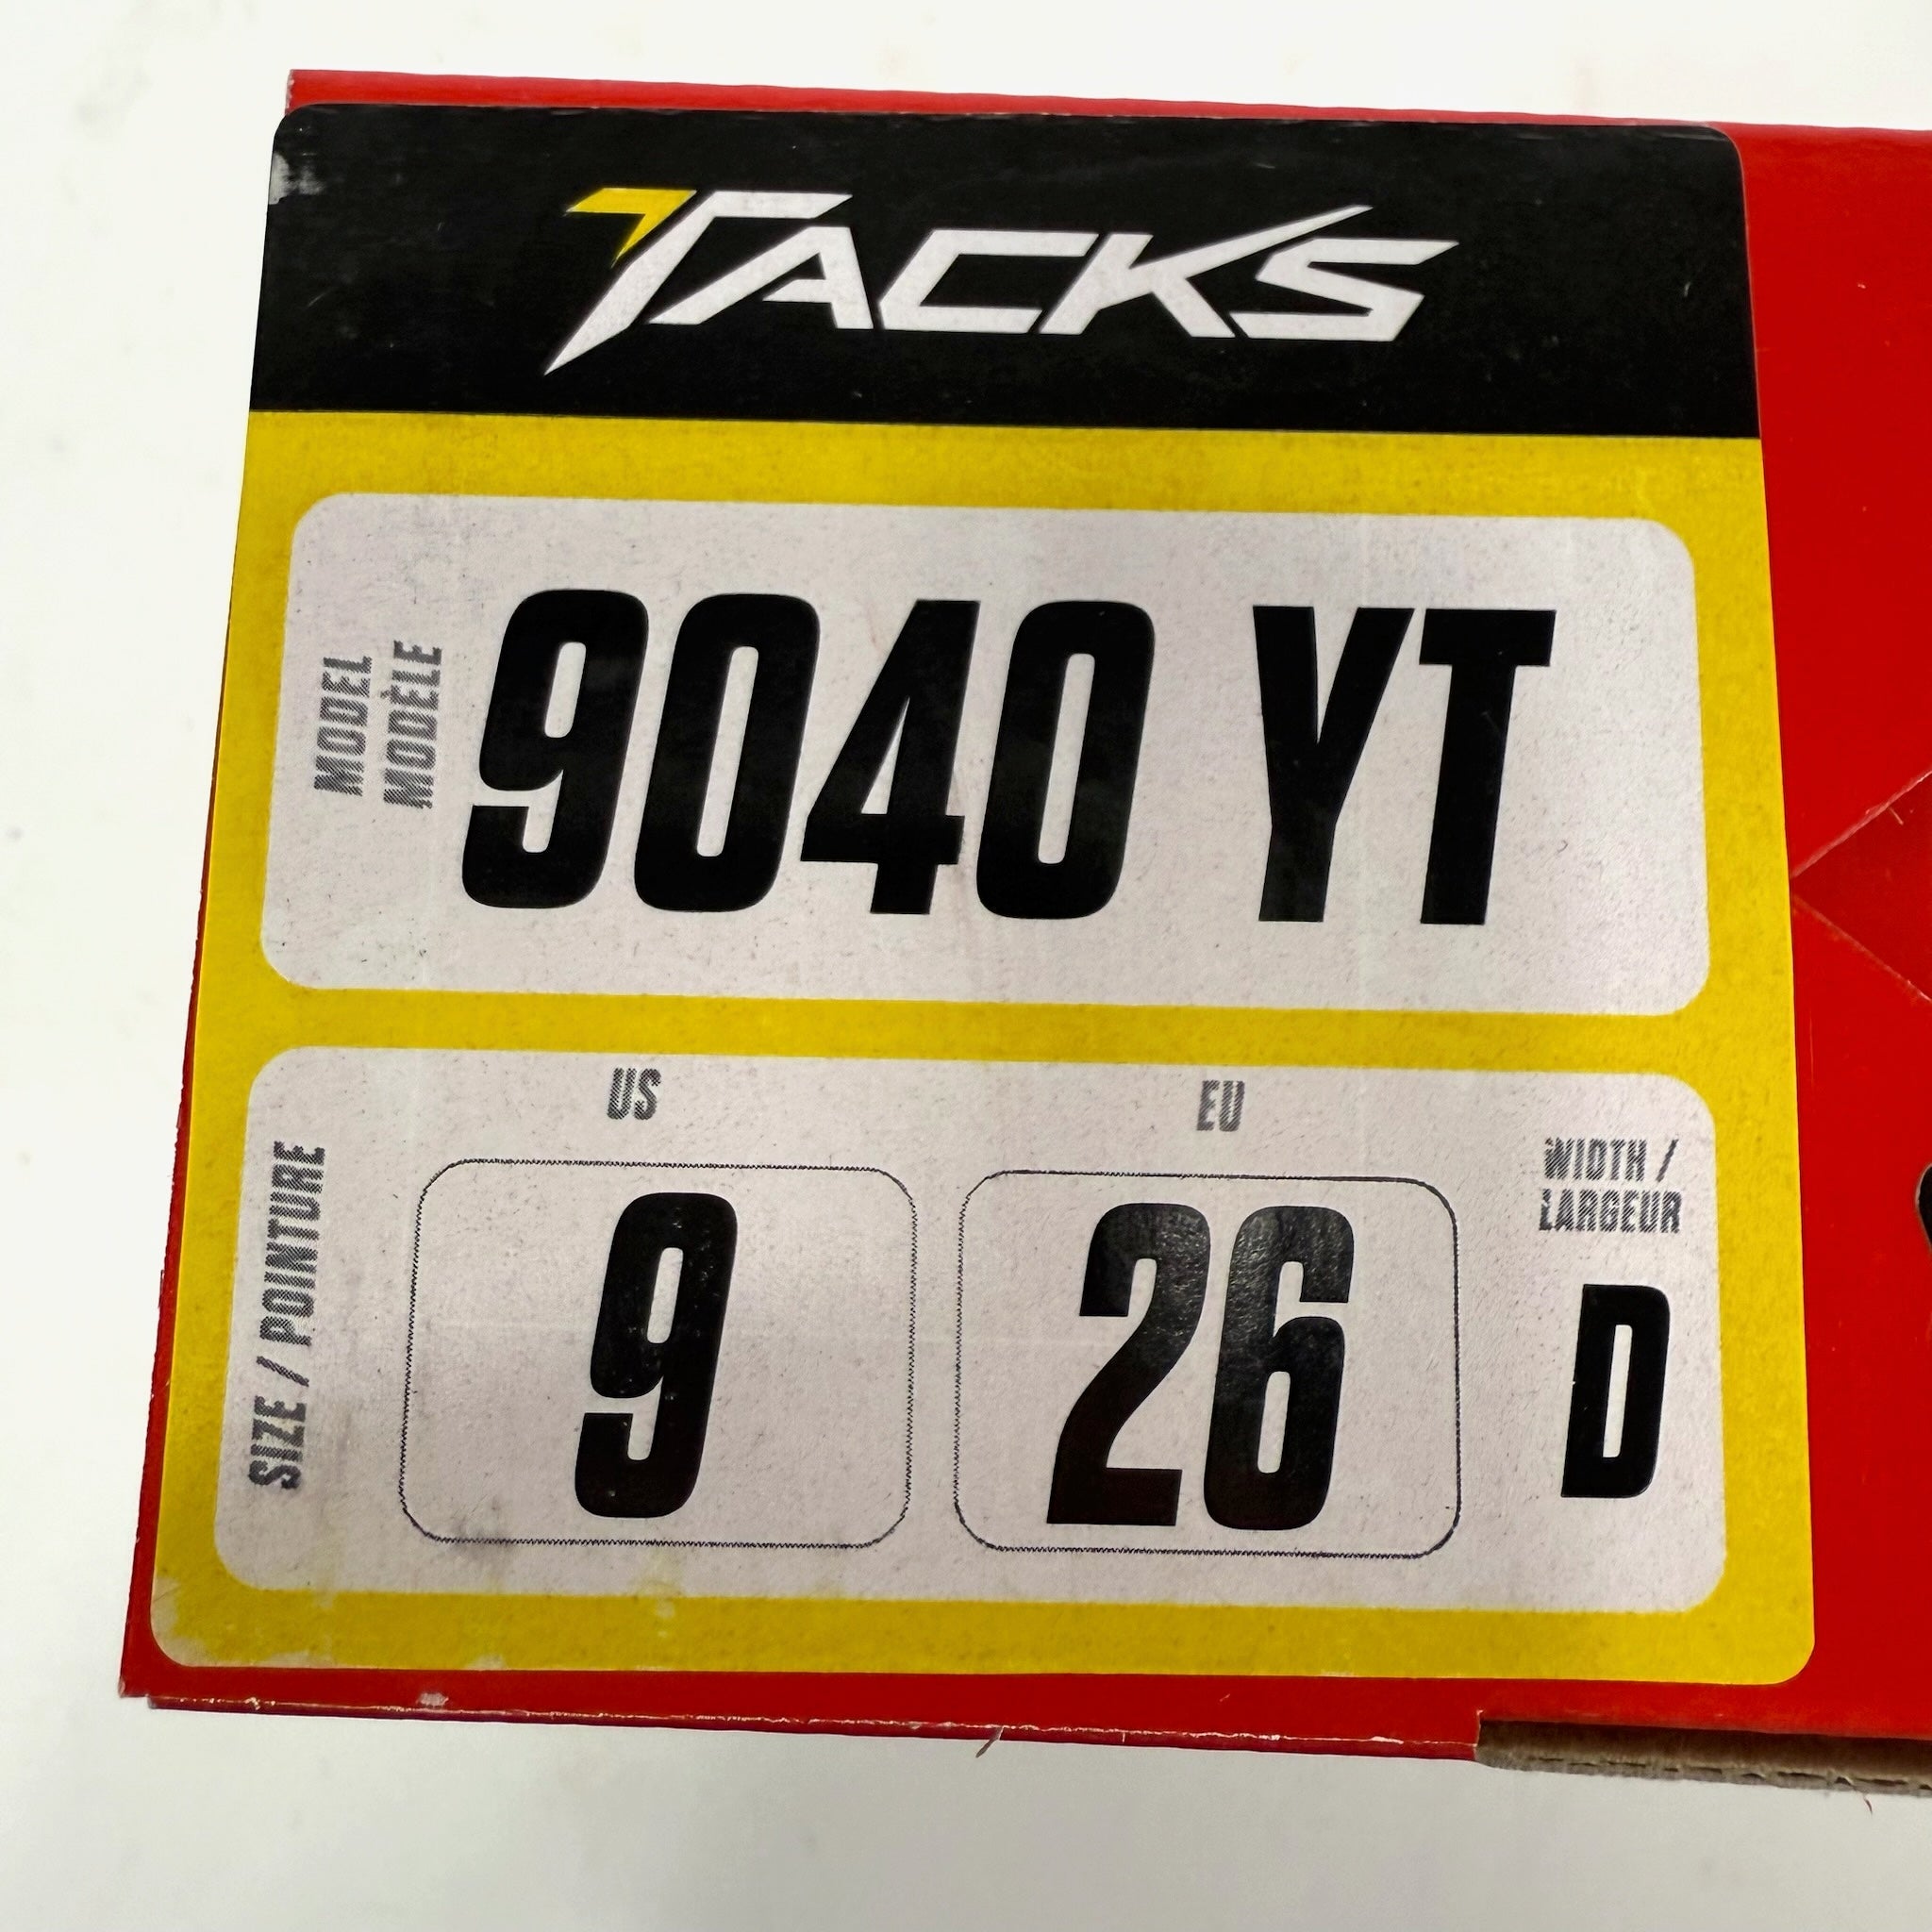 TACKS
MODEL
MODÈLE
9040 YT
SIZE / POINTURE
US
9
EU
26
WIDTH /
LARGEUR
D